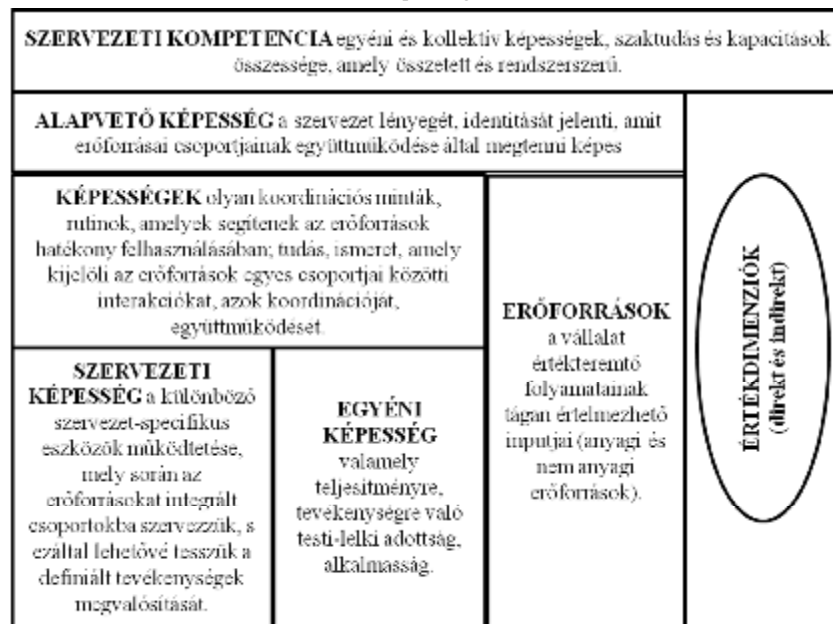 SZERVEZETI KOMPETENCIA egyéni és kollektív képességek, szaktudás és kapacitások
összessége, amely összetett és rendszerszerű.
ALAPVETŐ KÉPESSÉG a szervezet lényegét, identitását jelenti, amit
erőforrásai csoportjainak együttműködése által megtenni képes
KÉPESSÉGEK olyan koordinációs minták,
rutinok, amelyek segítenek az erőforrások
hatékony felhasználásában; tudás, ismeret, amely
kijelöli az erőforrások egyes csoportjai közötti
interakciókat, azok koordinációját,
együttműködését.
SZERVEZETI
KÉPESSÉG a különböző
szervezet-specifikus
eszközök működtetése,
mely során az
erőforrásokat integrált
csoportokba szervezzük, s
ezáltal lehetővé tesszük a
definiált tevékenységek
megvalósítását.
EGYÉNI
KÉPESSÉG
valamely
teljesítményre,
tevékenységre való
testi-lelki adottság,
alkalmasság.
ERŐFORRÁSOK
a vállalat
értékteremtő
folyamatainak
tágan értelmezhető
inputjai (anyagi és
nem anyagi
erőforrások).
ÉRTÉKDIMENZIÓK
(direkt és indirekt)